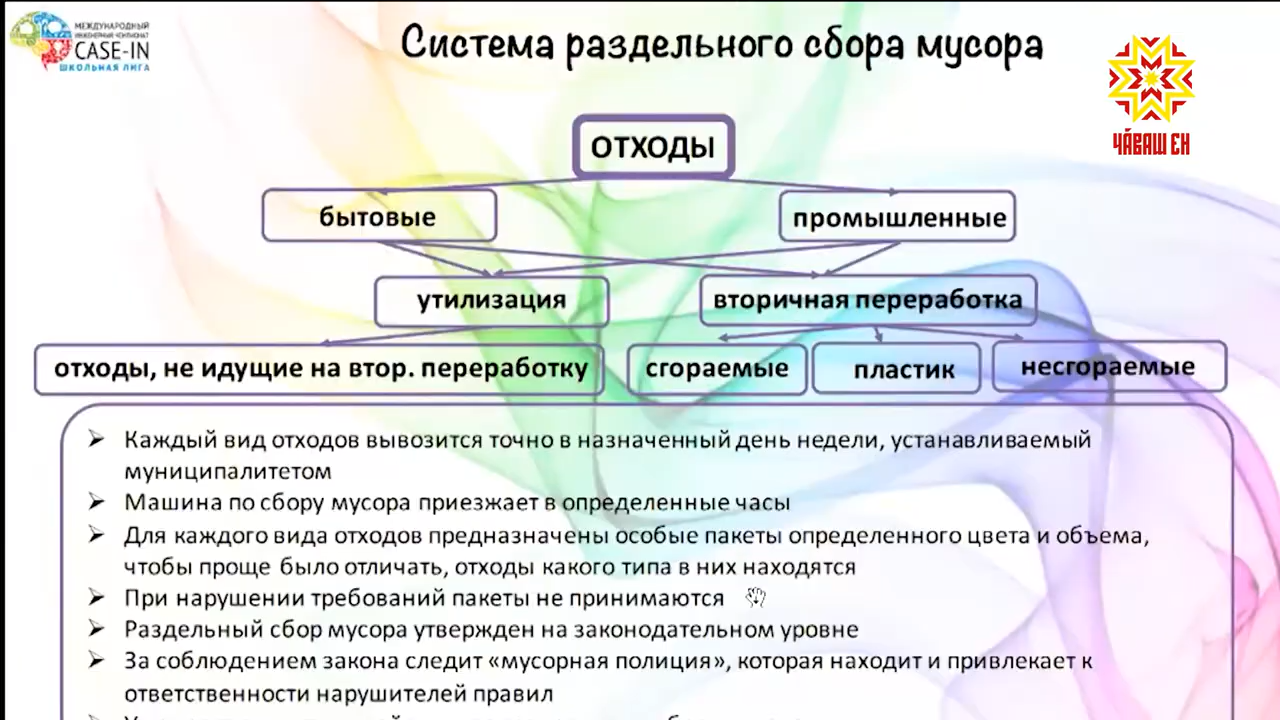 МЕЖДУНАРОДНЫЙ
ИНЖЕНЕРНЫЙ ЧЕМПИОНАТ
CASE-IN
ШКОЛЬНАЯ ЛИГА
Система раздельного сбора мусора
ЧӐВАШ ЕН
ОТХОДЫ
бытовые
промышленные
утилизация
вторичная переработка
отходы, не идущие на втор. переработку
сгораемые
пластик
несгораемые
Каждый вид отходов вывозится точно в назначенный день недели, устанавливаемый
муниципалитетом
Машина по сбору мусора приезжает в определенные часы
Для каждого вида отходов предназначены особые пакеты определенного цвета и объема,
чтобы проще было отличать, отходы какого типа в них находятся
При нарушении требований пакеты не принимаются
Раздельный сбор мусора утвержден на законодательном уровне
За соблюдением закона следит «мусорная полиция», которая находит и привлекает к
ответственности нарушителей правил